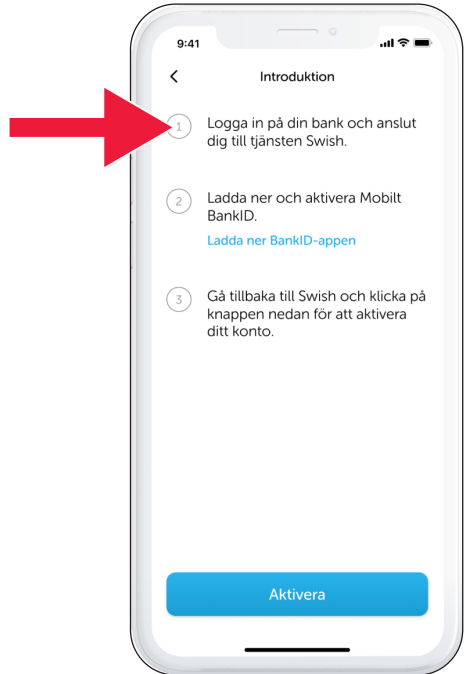 9:41
Introduktion
1 Logga in på din bank och anslut
dig till tjänsten Swish.
2 Ladda ner och aktivera Mobilt
BankID.
Ladda ner BankID-appen
3 Gå tillbaka till Swish och klicka på
knappen nedan för att aktivera
ditt konto.
Aktivera